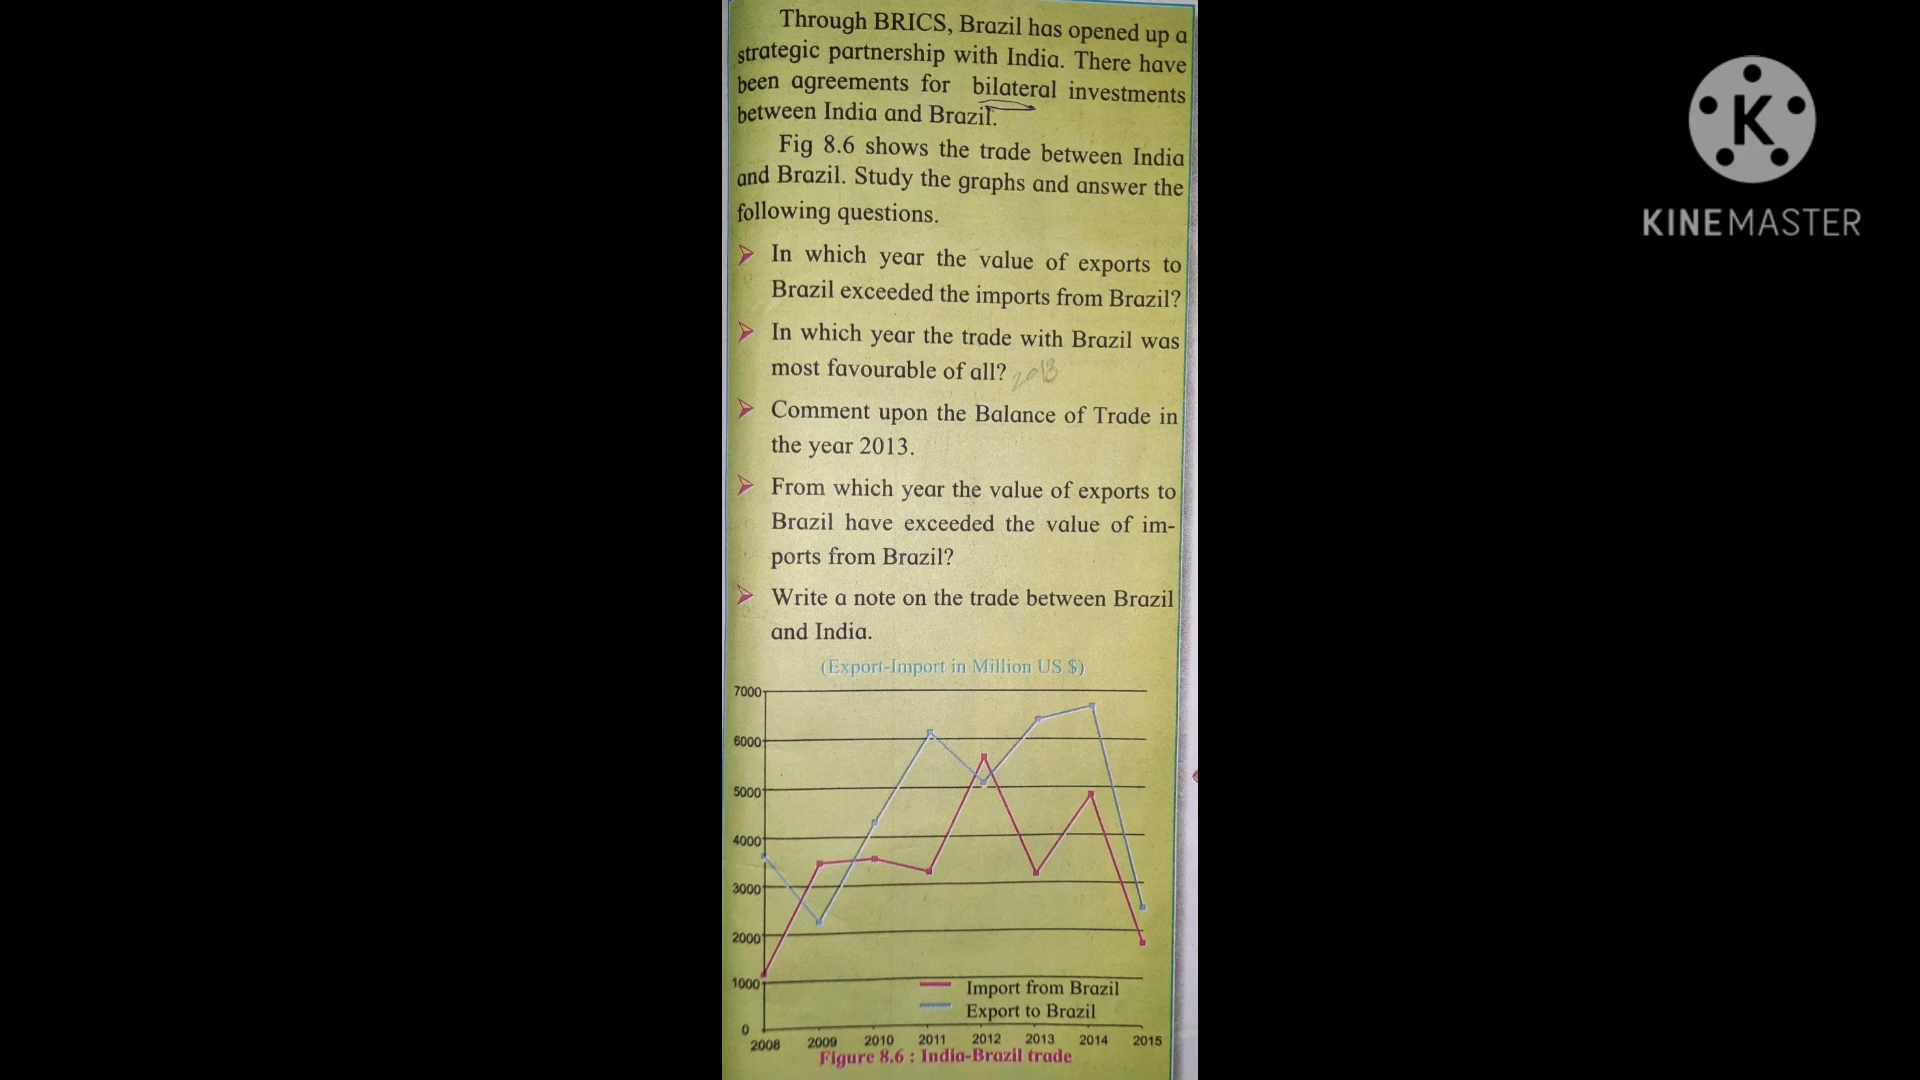 Through BRICS, Brazil has opened up a
strategic partnership with India. There have
been agreements for bilateral investments
between India and Brazil.
Fig 8.6 shows the trade between India
and Brazil. Study the graphs and answer the
following questions.
➢ In which year the value of exports to
Brazil exceeded the imports from Brazil?
➢ In which year the trade with Brazil was
most favourable of all? 2013
➢ Comment upon the Balance of Trade in
the year 2013.
➢ From which year the value of exports to
Brazil have exceeded the value of im-
ports from Brazil?
➢ Write a note on the trade between Brazil
and India.
(Export-Import in Million US $)
7000
6000
5000
4000
3000
2000
1000
0
Import from Brazil
Export to Brazil
2008 2009 2010 2011 2012 2013 2014 2015
Figure 8.6 : India-Brazil trade
K
KINEMASTER